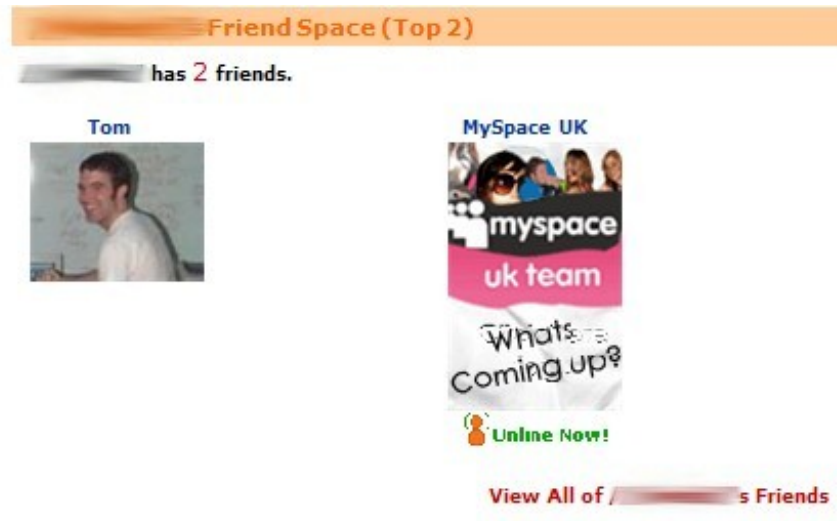 Friend Space (Top 2)
has 2 friends.
Tom
MySpace UK
myspace
uk team
Whats
Coming up?
Online Now!
View All of
s Friends